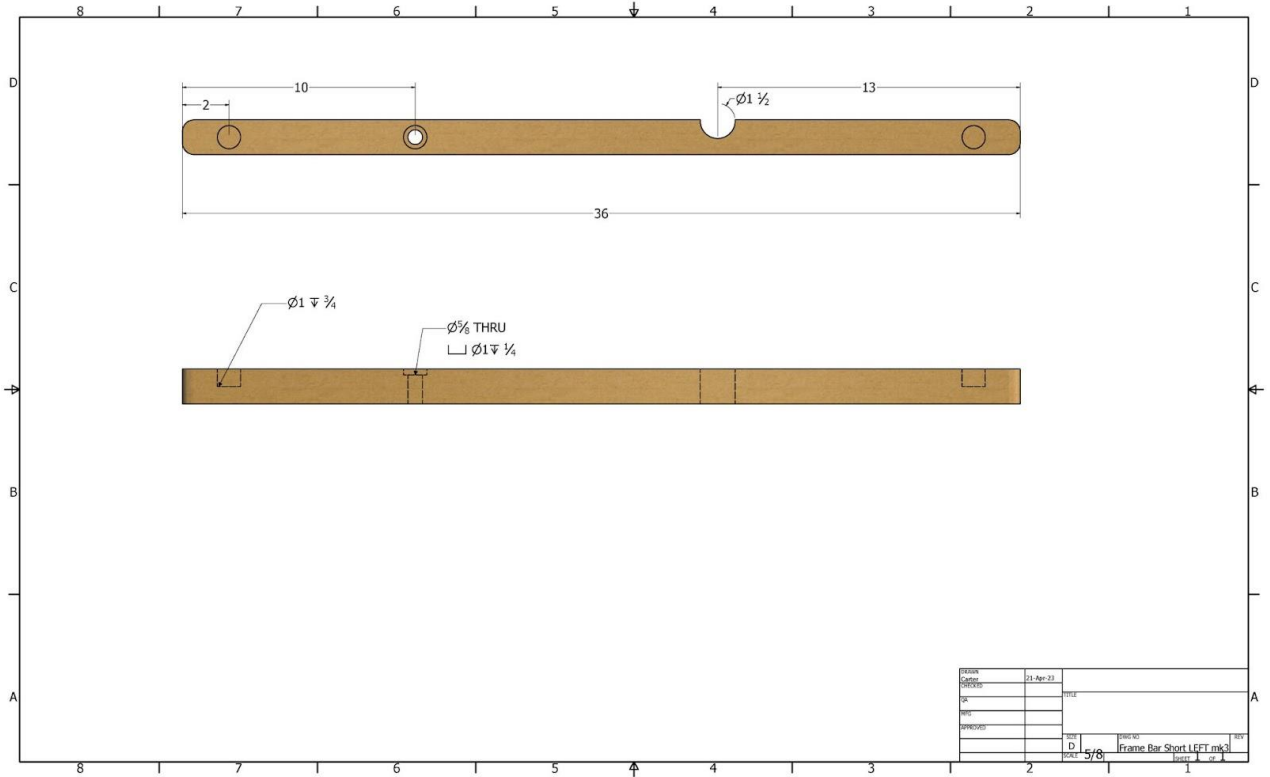 8 7 6 5 4 3 2 1
D D
10 13
2
Ø1 ½
36
C C
Ø1 ↧ ¾
Ø⅝ THRU
⌴ Ø1 ↧ ¼
B B
A A
DRAWN
Carter 21-Apr-23
CHECKED
TITLE
QA
MFG
APPROVED
SIZE DWG NO REV
D Frame Bar Short LEFT mk3
SCALE 5/8 SHEET 1 OF 1
8 7 6 5 4 3 2 1